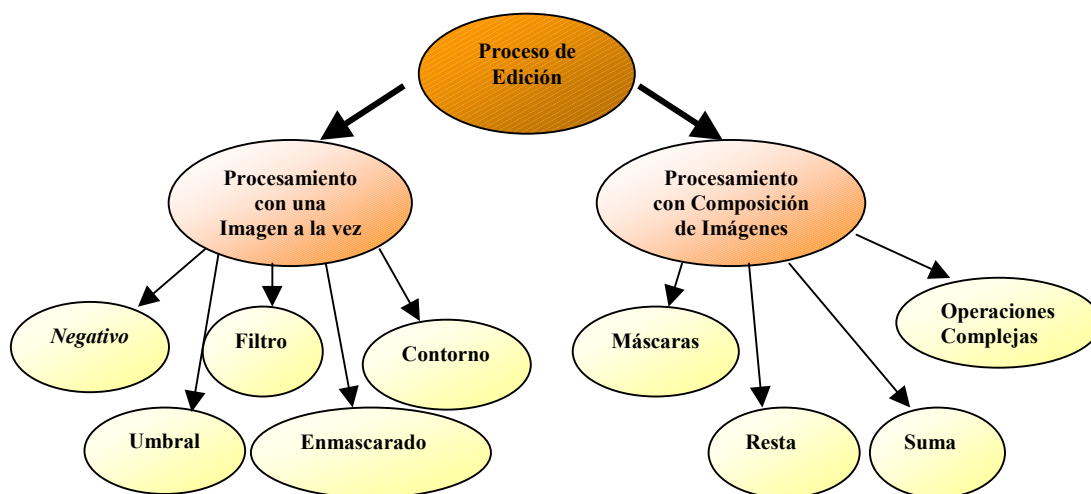 Proceso de
Edición
Procesamiento
con una
Imagen a la vez
Procesamiento
con Composición
de Imágenes
Negativo
Filtro
Contorno
Umbral
Enmascarado
Máscaras
Operaciones
Complejas
Resta
Suma